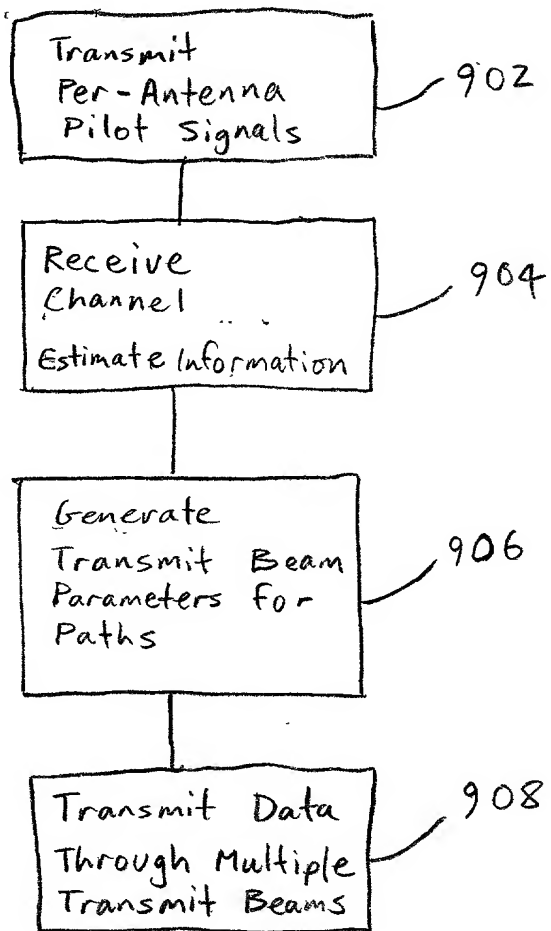 Transmit
Per-Antenna
Pilot Signals
902
Receive
Channel
Estimate Information
904
Generate
Transmit Beam
Parameters for
Paths
906
Transmit Data
Through Multiple
Transmit Beams
908